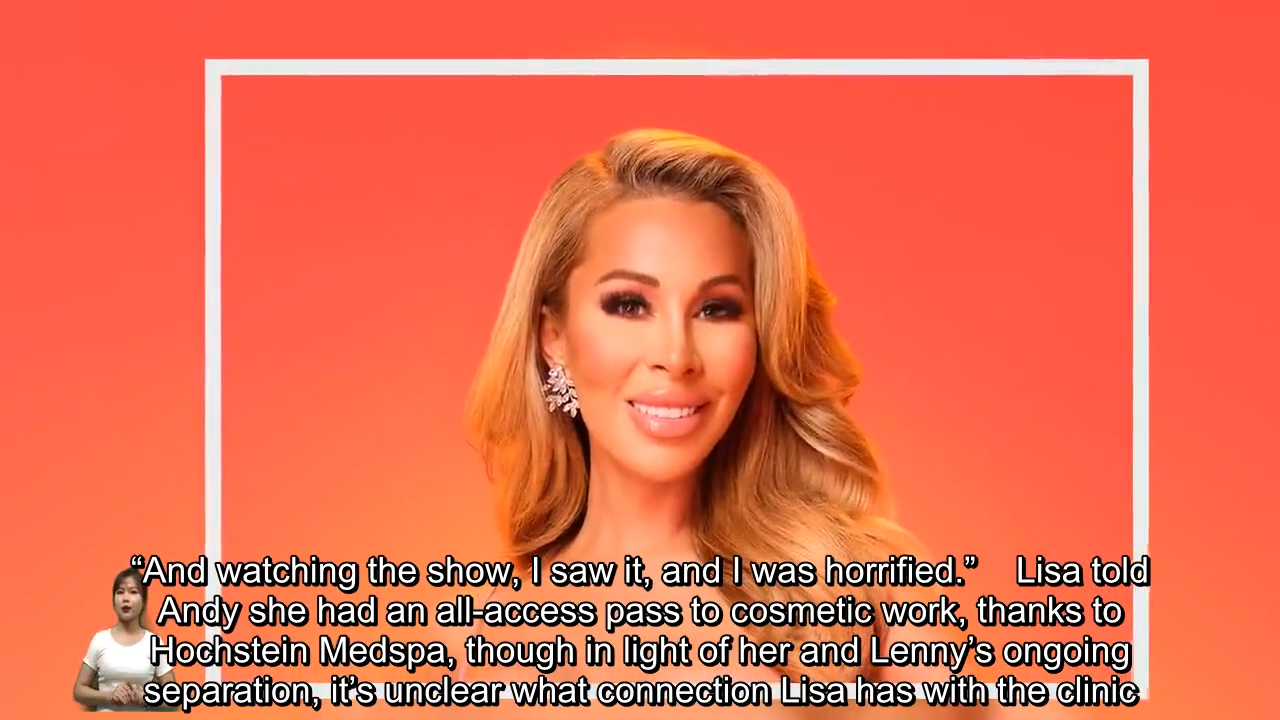 “And watching the show, I saw it, and I was horrified.” Lisa told
Andy she had an all-access pass to cosmetic work, thanks to
Hochstein Medspa, though in light of her and Lenny’s ongoing
separation, it’s unclear what connection Lisa has with the clinic